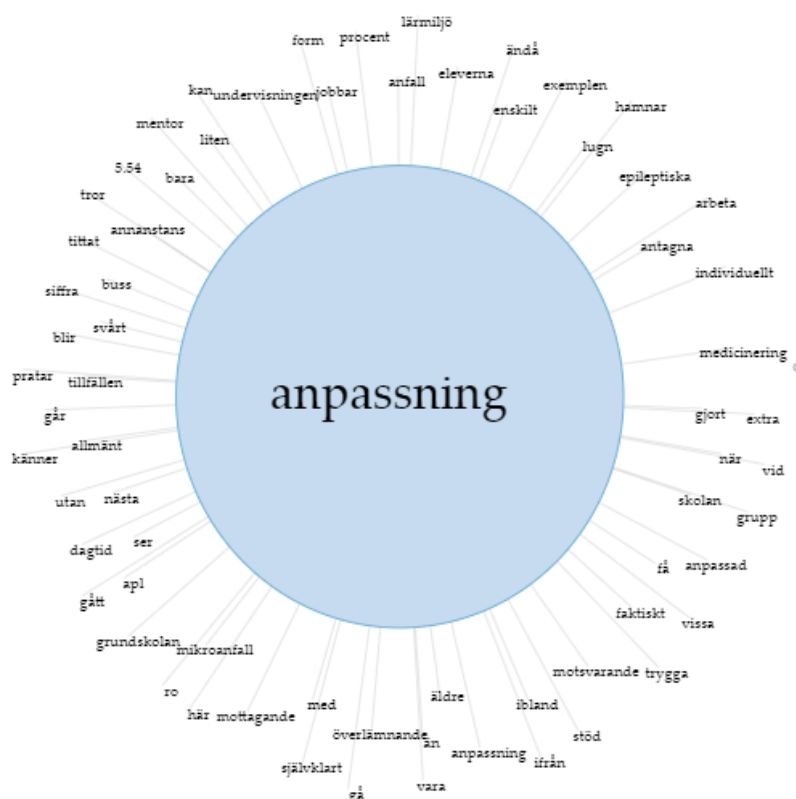 lärmiljö
procent
form
ändå
eleverna
anfall
exemplen
kan
undervisningen
jobbar
enskilt
hamnar
mentor
liten
lugn
5.54
bara
epileptiska
tror
arbeta
annanstans
tittat
antagna
individuellt
buss
siffra
svårt
blir
medicinering
pratar
tillfällen
anpassning
går
gjort
extra
allmänt
känner
när
vid
utan
nästa
skolan
grupp
dagtid
ser
få
anpassad
apl
gått
faktiskt
vissa
grundskolan
mikroanfall
motsvarande
trygga
ro
äldre
med
ibland
här
mottagande
överlämnande
an
stöd
anpassning
ifrån
självklart
vara
gå